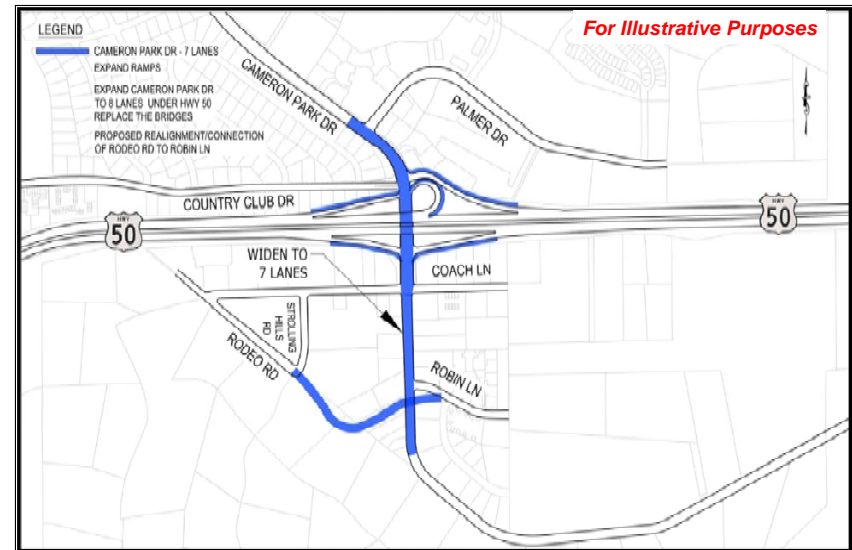 LEGEND
For Illustrative Purposes
CAMERON PARK DR - 7 LANES
EXPAND RAMPS
EXPAND CAMERON PARK DR
TO 8 LANES UNDER HWY 50
REPLACE THE BRIDGES
PROPOSED REALIGNMENT/CONNECTION
OF RODEO RD TO ROBIN LN
CAMERON PARK DR
PALMER DR
COUNTRY CLUB DR
HWY
50
HWY
50
WIDEN TO
7 LANES
COACH LN
STROLLING
HILLS
RD
RODEO RD
ROBIN LN